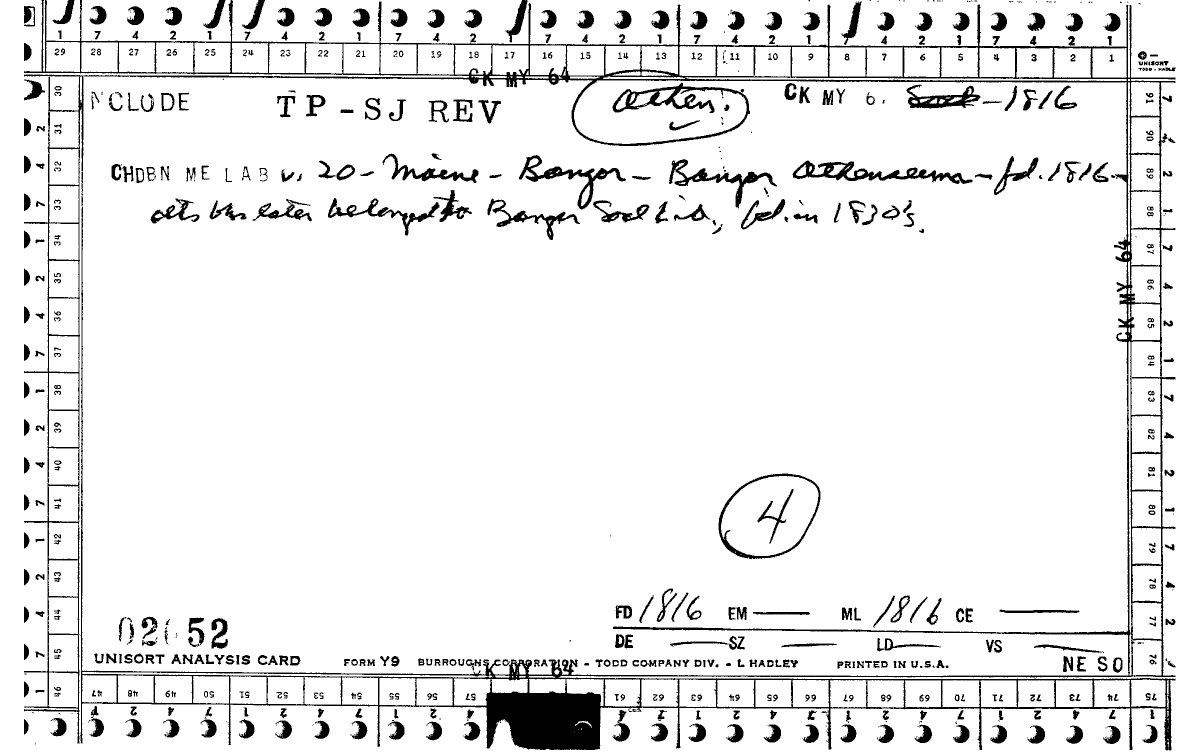 1 7 4 2 1 7 4 2 1 7 4 2 1 7 4 2 1 7 4 2 1 7 4 2 1 7 4 2 1
29 28 27 26 25 24 23 22 21 20 19 18 17 16 15 14 13 12 11 10 9 8 7 6 5 4 3 2 1
UNISORT
TODD-HADLEY
CK MY 64
NCLUDE TP-SJ REV Athen. CK MY 6. 1816
CHDBN ME LAB v. 20 - Maine - Bangor - Bangor Athenaeum - fd. 1816 -
later belonged to Bangor Socl Lib., fd. in 1830's.
CK MY 64
4
FD 1816 EM — ML 1816 CE —
DE — SZ — LD — VS —
02652
UNISORT ANALYSIS CARD FORM Y9 BURROUGHS CORPORATION - TODD COMPANY DIV. - L HADLEY PRINTED IN U.S.A. NE SO
CK MY 64
30 31 32 33 34 35 36 37 38 39 40 41 42 43 44 45 46
91 90 89 88 87 86 85 84 83 82 81 80 79 78 77 76
47 48 49 50 51 52 53 54 55 56 57 61 62 63 64 65 66 67 68 69 70 71 72 73 74 75